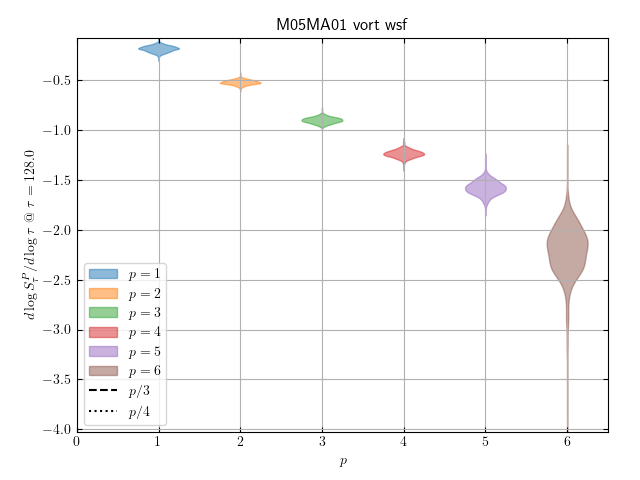 M05MA01 vort wsf
d log S_τ^P / d log τ @ τ = 128.0
−0.5
−1.0
−1.5
−2.0
−2.5
−3.0
−3.5
−4.0
p = 1
p = 2
p = 3
p = 4
p = 5
p = 6
p/3
p/4
0 1 2 3 4 5 6
p